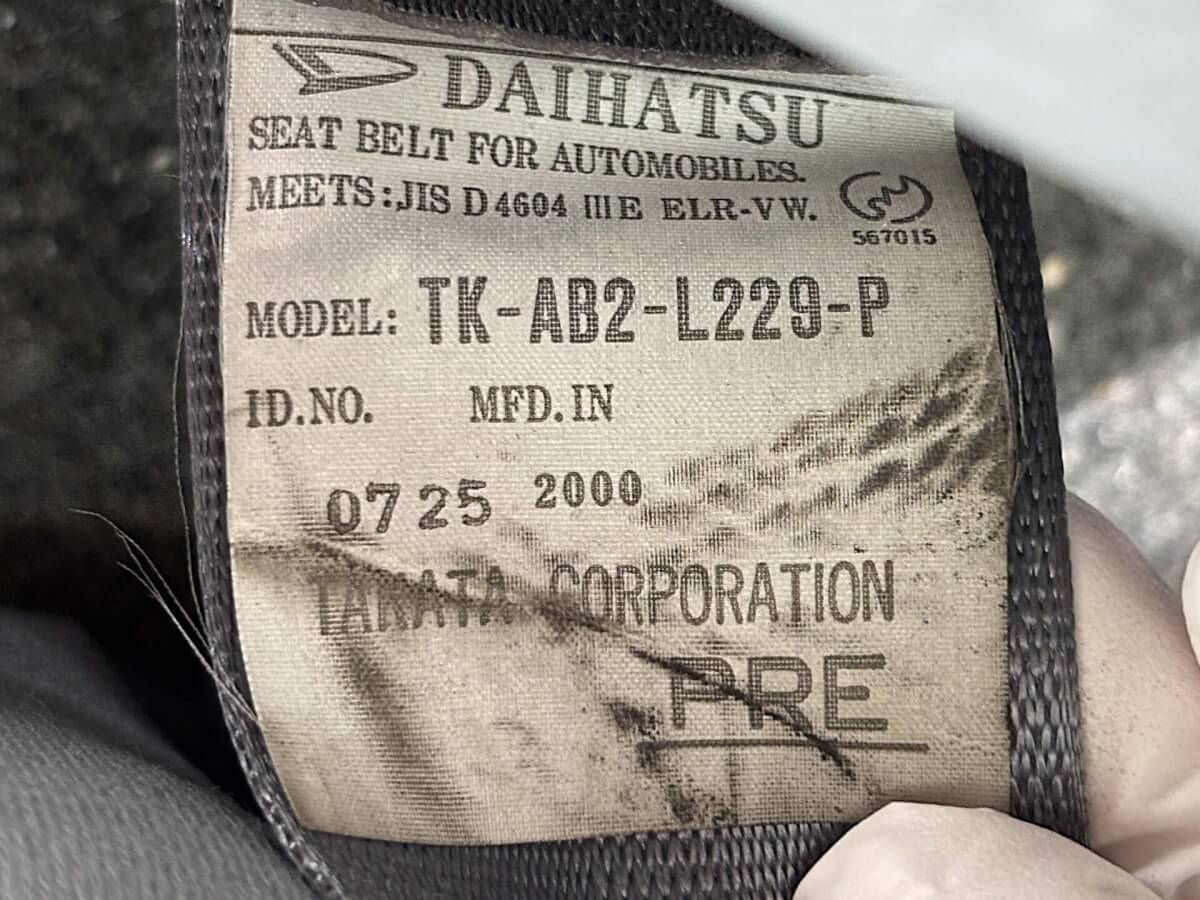 DAIHATSU
SEAT BELT FOR AUTOMOBILES.
MEETS:JIS D 4604 III E ELR-VW.
567015
MODEL: TK-AB2-L229-P
ID.NO. MFD.IN
0725 2000
TAKATA CORPORATION
PRE